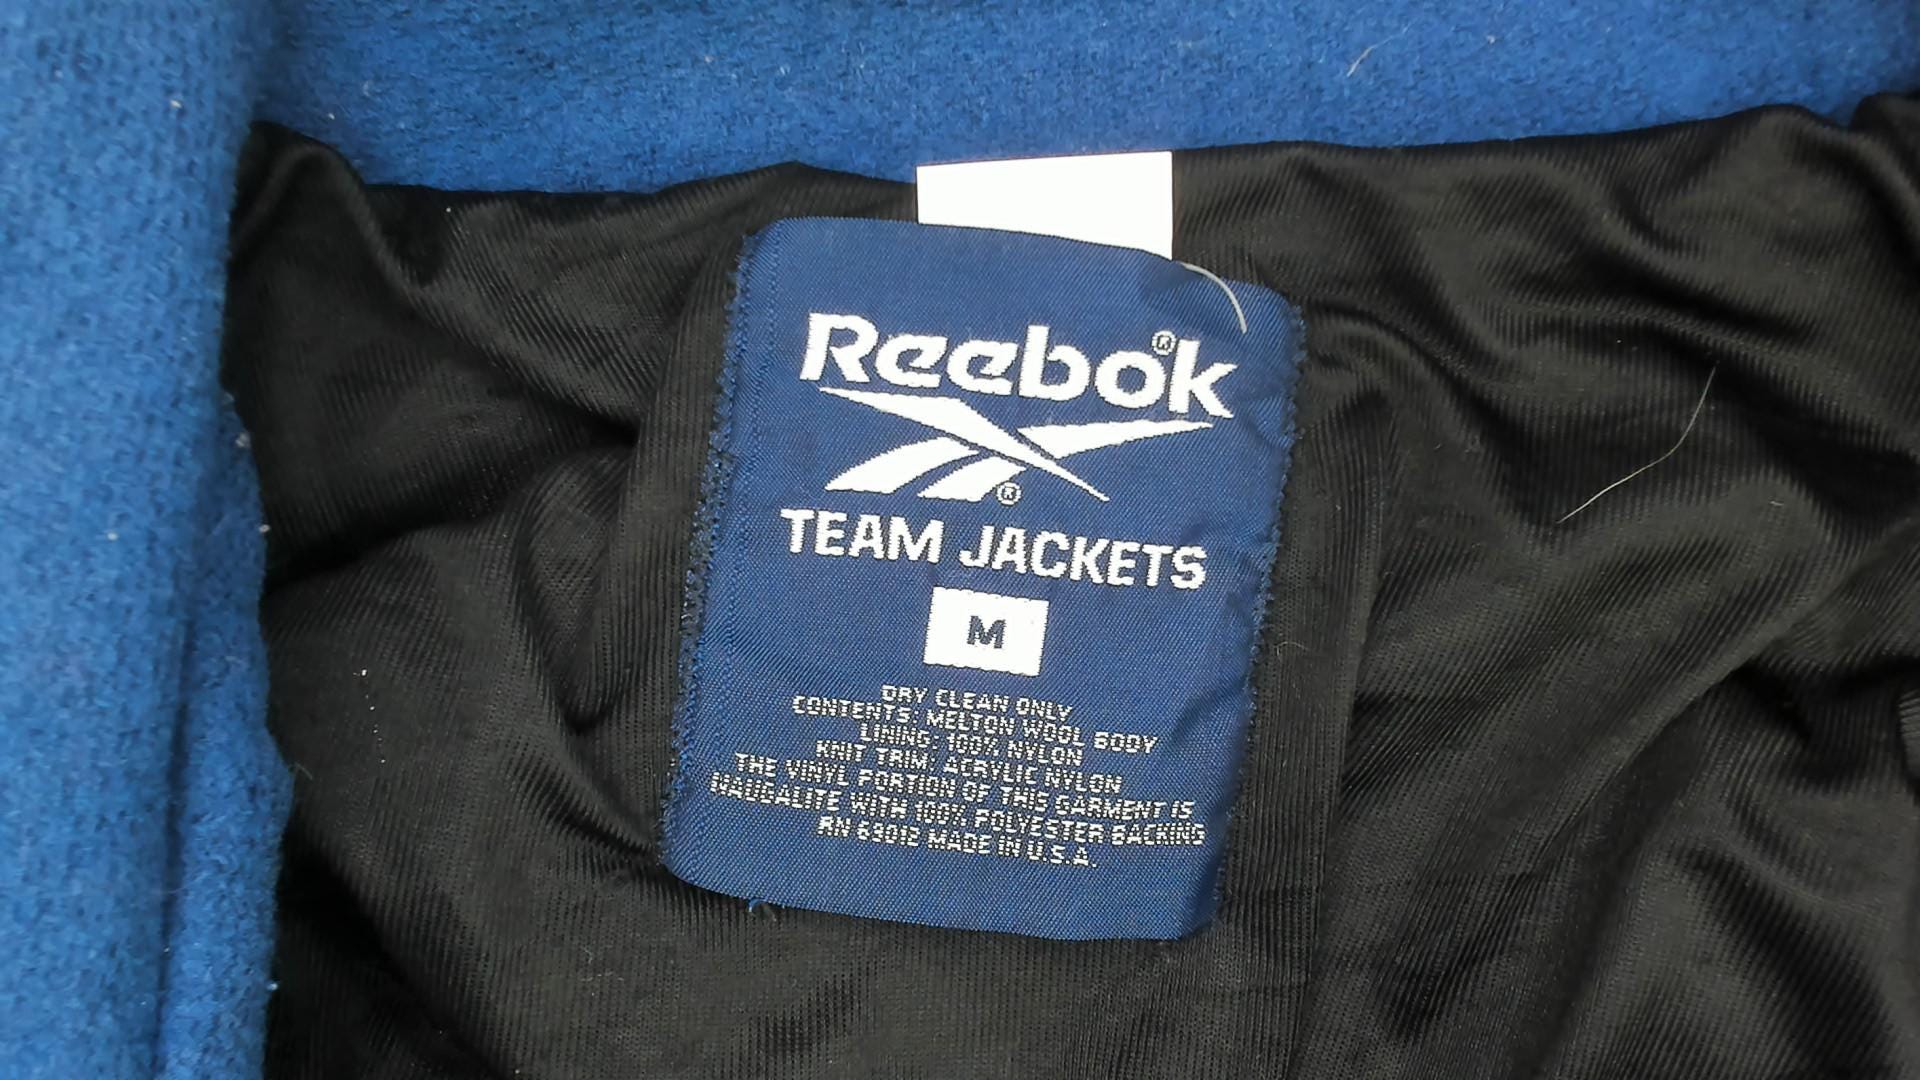 Reebok®
®
TEAM JACKETS
M
DRY CLEAN ONLY
CONTENTS: MELTON WOOL BODY
LINING: 100% NYLON
KNIT TRIM: ACRYLIC NYLON
THE VINYL PORTION OF THIS GARMENT IS
NAUGALITE WITH 100% POLYESTER BACKING
RN 63012 MADE IN U.S.A.